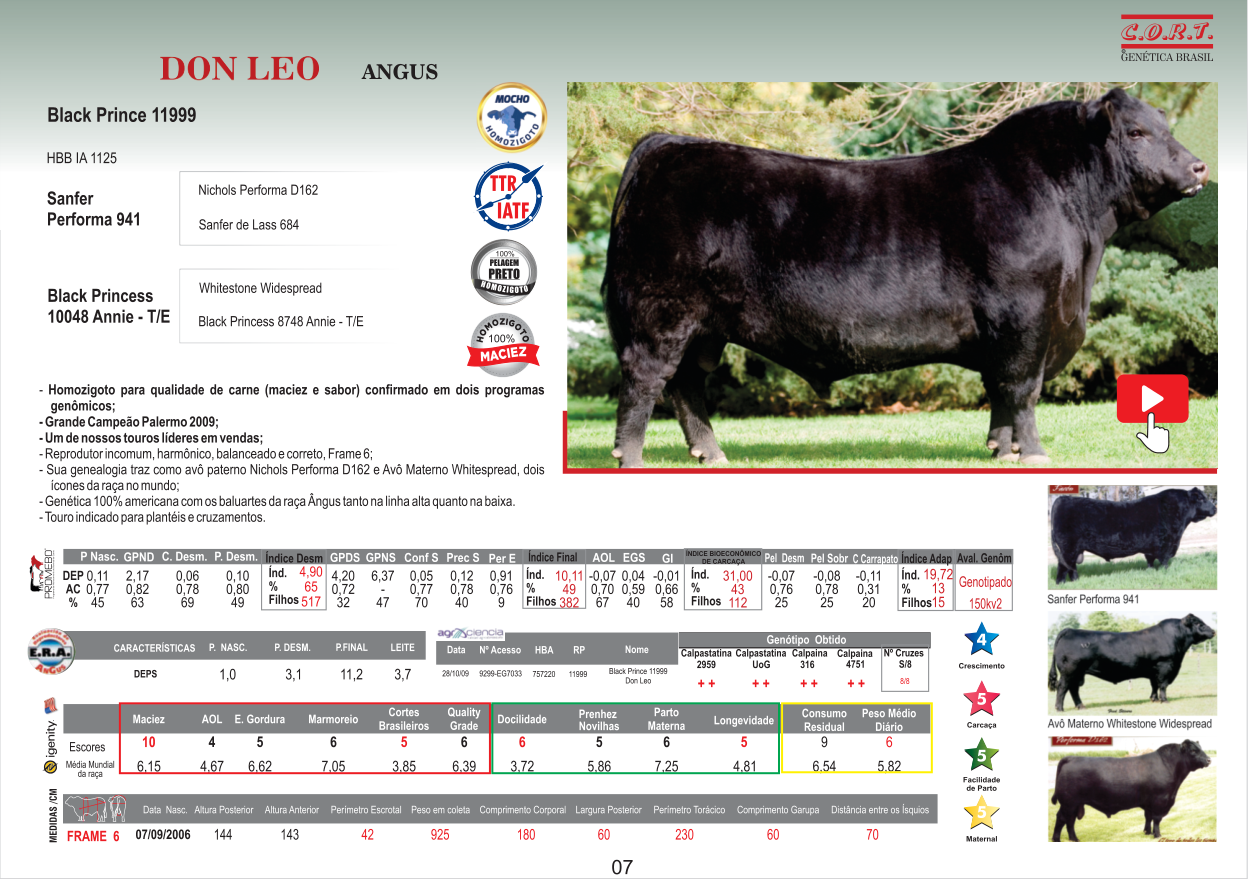 C.O.R.T.
GENÉTICA BRASIL
DON LEO ANGUS
Black Prince 11999
HBB IA 1125
Sanfer
Performa 941
Nichols Performa D162
Sanfer de Lass 684
Black Princess
10048 Annie - T/E
Whitestone Widespread
Black Princess 8748 Annie - T/E
MOCHO
HOMOZIGOTO
TTR
IATF
100%
PELAGEM
PRETO
HOMOZIGOTO
HOMOZIGOTO
100%
MACIEZ
- Homozigoto para qualidade de carne (maciez e sabor) confirmado em dois programas
genômicos;
- Grande Campeão Palermo 2009;
- Um de nossos touros líderes em vendas;
- Reprodutor incomum, harmônico, balanceado e correto, Frame 6;
- Sua genealogia traz como avô paterno Nichols Performa D162 e Avô Materno Whitespread, dois
ícones da raça no mundo;
- Genética 100% americana com os baluartes da raça Ângus tanto na linha alta quanto na baixa.
- Touro indicado para plantéis e cruzamentos.
PROMEBO
P Nasc. GPND C. Desm. P. Desm. Índice Desm GPDS GPNS Conf S Prec S Per E Índice Final AOL EGS GI ÍNDICE BIOECONÔMICO Pel Desm Pel Sobr C Carrapato Índice Adap Aval. Genôm
DE CARCAÇA
DEP 0,11 2,17 0,06 0,10 Índ. 4,90 4,20 6,37 0,05 0,12 0,91 Índ. 10,11 -0,07 0,04 -0,01 Índ. 31,00 -0,07 -0,08 -0,11 Índ. 19,72 Genotipado
AC 0,77 0,82 0,78 0,80 % 65 0,72 - 0,77 0,78 0,76 % 49 0,70 0,59 0,66 % 43 0,76 0,78 0,31 % 13
% 45 63 69 49 Filhos 517 32 47 70 40 9 Filhos 382 67 40 58 Filhos 112 25 25 20 Filhos 15 150kv2
E.R.A.
AnGus
CARACTERÍSTICAS P. NASC. P. DESM. P.FINAL LEITE
DEPS 1,0 3,1 11,2 3,7
agrociencia
Data Nº Acesso HBA RP Nome
28/10/09 9299-EG7033 757220 11999 Black Prince 11999
Don Leo
Genótipo Obtido
Calpastatina Calpastatina Calpaina Calpaina Nº Cruzes
2959 UoG 316 4751 S/8
+ + + + + + + + 8/8
igenity
Maciez AOL E. Gordura Marmoreio Cortes Brasileiros Quality Grade Docilidade Prenhez Novilhas Parto Materna Longevidade Consumo Residual Peso Médio Diário
Escores 10 4 5 6 5 6 6 5 6 5 9 6
Média Mundial
da raça 6,15 4,67 6,62 7,05 3,85 6,39 3,72 5,86 7,25 4,81 6,54 5,82
MEDIDAS /CM
Data Nasc. Altura Posterior Altura Anterior Perímetro Escrotal Peso em coleta Comprimento Corporal Largura Posterior Perímetro Torácico Comprimento Garupa Distância entre os Ísquios
FRAME 6 07/09/2006 144 143 42 925 180 60 230 60 70
4
Crescimento
5
Carcaça
5
Facilidade
de Parto
5
Maternal
Sanfer Performa 941
Avô Materno Whitestone Widespread
Performa D162
07